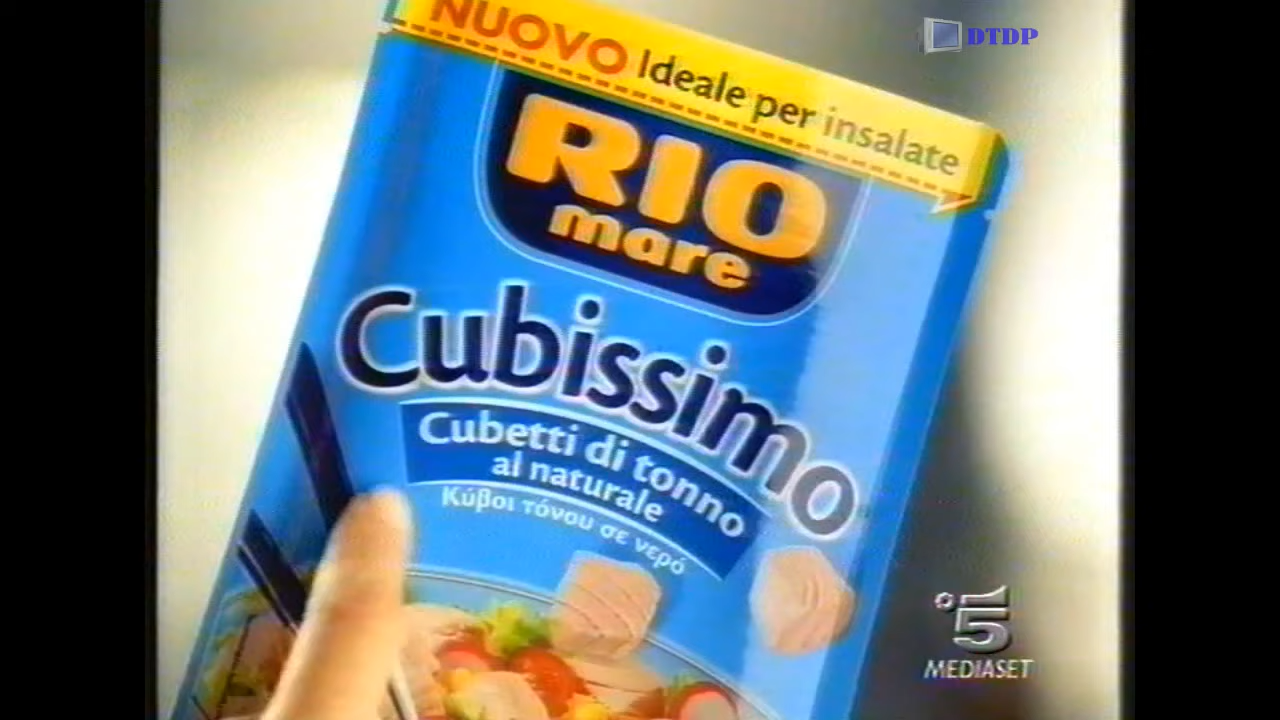 DTDP
NUOVO Ideale per insalate
RIO
mare
Cubissimo
Cubetti di tonno
al naturale
Κύβοι τόνου σε νερό
5
MEDIASET